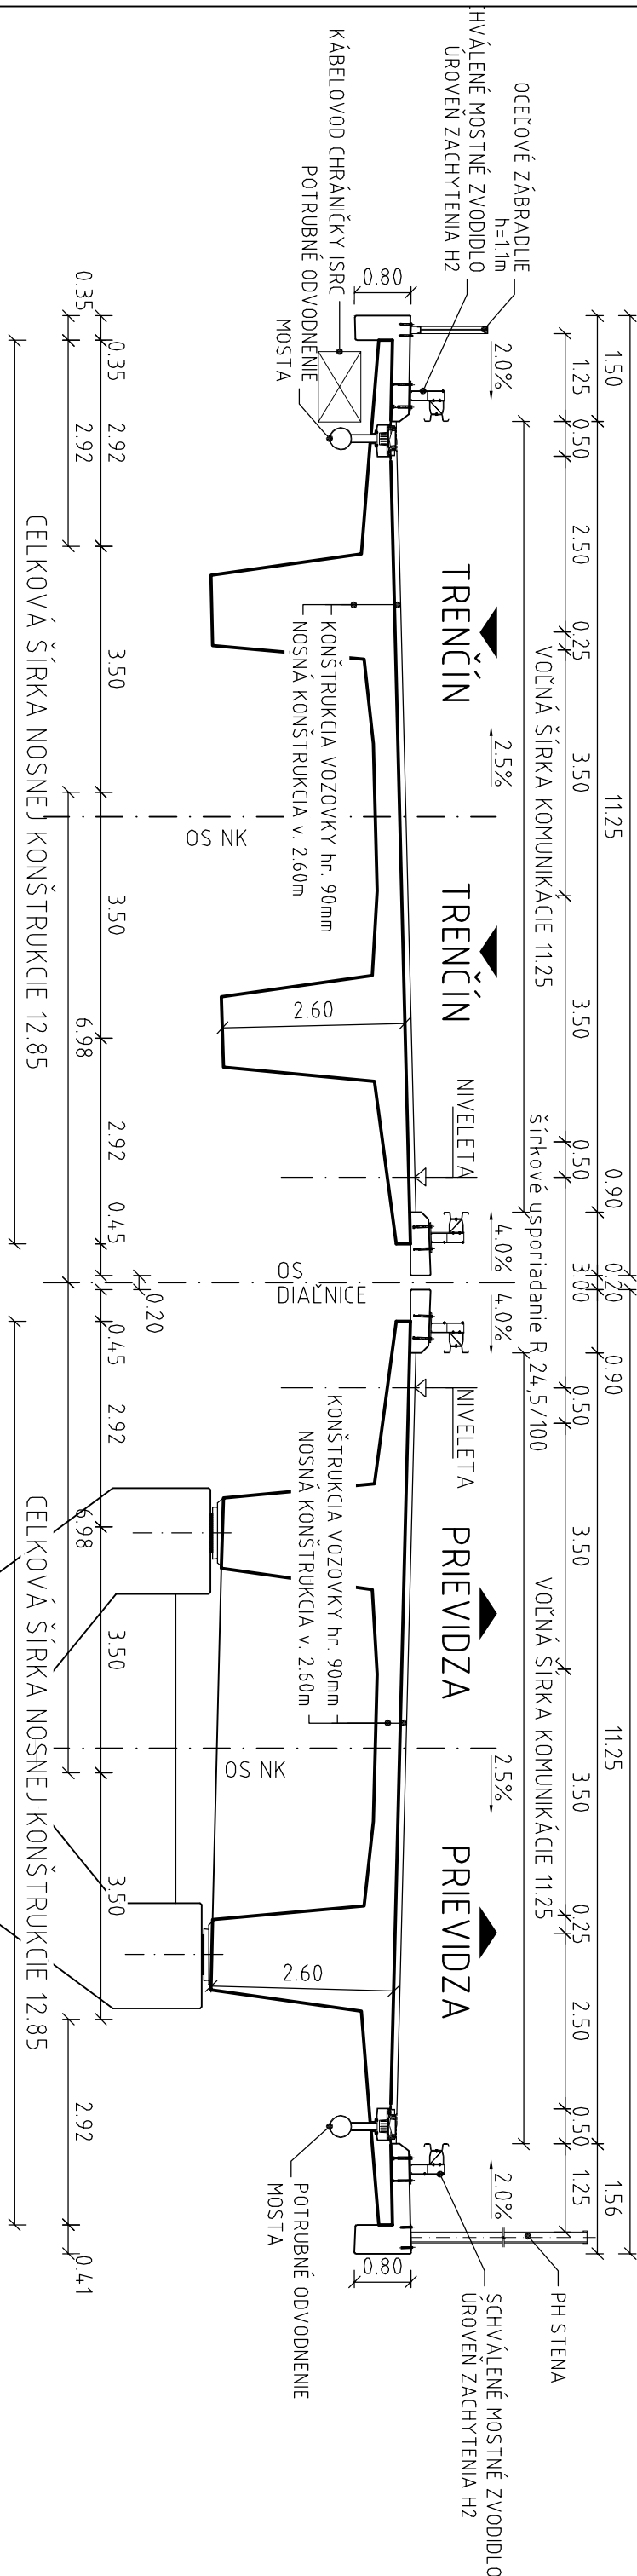 OCEĽOVÉ ZÁBRADLIE
h=1.1m
CHVÁLENÉ MOSTNÉ ZVODIDLO
ÚROVEŇ ZACHYTENIA H2
KÁBELOVOD CHRÁNIČKY ISRC
POTRUBNÉ ODVODNENIE
MOSTA
1.50 11.25 0.90 0.20 0.90 11.25 1.56
1.25 0.50 2.50 0.25 3.50 3.50 0.50 3.00 0.50 3.50 3.50 0.25 2.50 0.50 1.25
VOĽNÁ ŠÍRKA KOMUNIKÁCIE 11.25
šírkové usporiadanie R 24,5/100
VOĽNÁ ŠÍRKA KOMUNIKÁCIE 11.25
2.0% 2.5% 4.0% 4.0% 2.5% 2.0%
TRENČÍN TRENČÍN PRIEVIDZA PRIEVIDZA
NIVELETA NIVELETA
0.80
KONŠTRUKCIA VOZOVKY hr. 90mm
NOSNÁ KONŠTRUKCIA v. 2.60m
2.60
KONŠTRUKCIA VOZOVKY hr. 90mm
NOSNÁ KONŠTRUKCIA v. 2.60m
2.60
0.80
PH STENA
SCHVÁLENÉ MOSTNÉ ZVODIDLO
ÚROVEŇ ZACHYTENIA H2
POTRUBNÉ ODVODNENIE
MOSTA
OS NK
OS
DIAĽNICE
OS NK
0.20
0.35 2.92 3.50 3.50 2.92 0.45 0.45 2.92 3.50 3.50
0.35 2.92 6.98 6.98 2.92 0.41
CELKOVÁ ŠÍRKA NOSNEJ KONŠTRUKCIE 12.85
CELKOVÁ ŠÍRKA NOSNEJ KONŠTRUKCIE 12.85